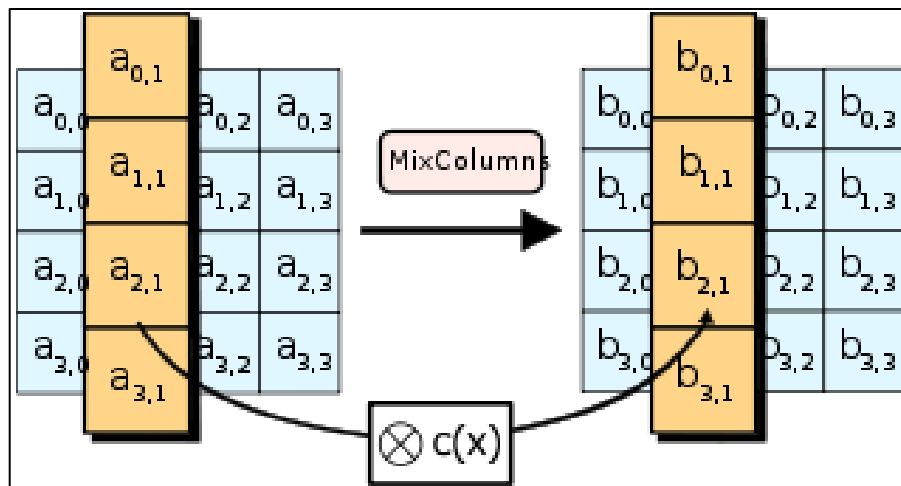 a0,1 b0,1
a0,0 a0,2 a0,3 b0,0 b0,2 b0,3
MixColumns
a1,1 b1,1
a1,0 a1,2 a1,3 b1,0 b1,2 b1,3
a2,1 b2,1
a2,0 a2,2 a2,3 b2,0 b2,2 b2,3
a3,0 a3,2 a3,3 b3,0 b3,2 b3,3
a3,1 b3,1
⊗ c(x)